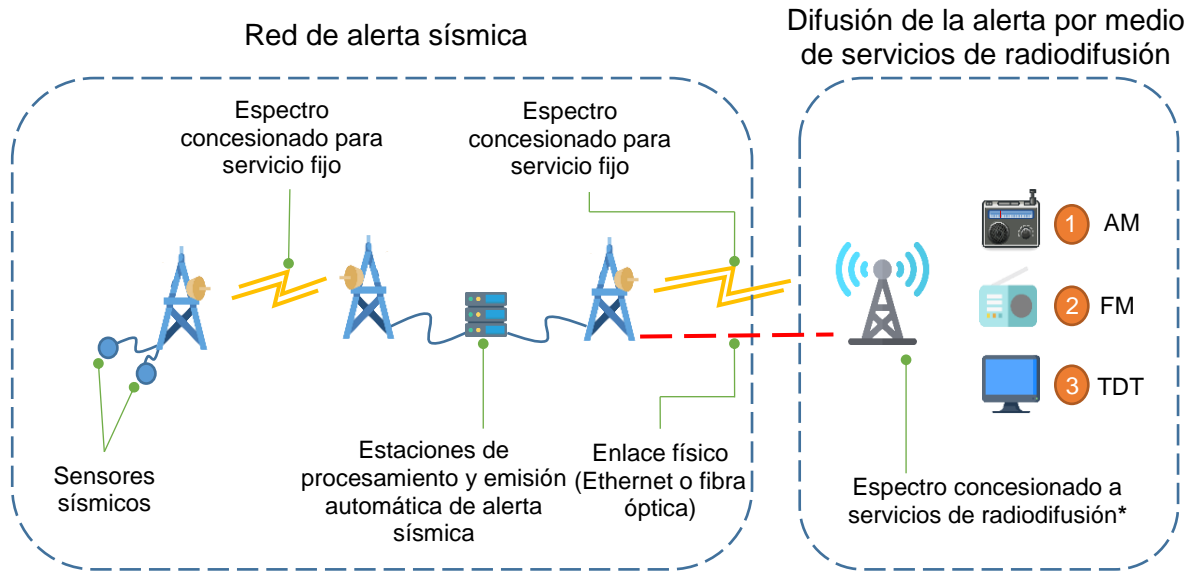 Red de alerta sísmica
Difusión de la alerta por medio
de servicios de radiodifusión
Espectro
concesionado para
servicio fijo
Espectro
concesionado para
servicio fijo
1 AM
2 FM
3 TDT
Sensores
sísmicos
Estaciones de
procesamiento y emisión
automática de alerta
sísmica
Enlace físico
(Ethernet o fibra
óptica)
Espectro concesionado a
servicios de radiodifusión*